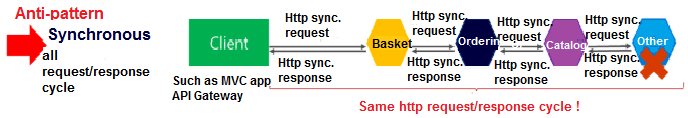 Anti-pattern
Synchronous
all
request/response
cycle
Client
Such as MVC app
API Gateway
Http sync.
request
Http sync.
response
Basket
Http sync.
request
Http sync.
response
Orderin
Http sync.
request
Http sync.
response
Catalog
Http sync.
request
Http sync.
response
Other
Same http request/response cycle !